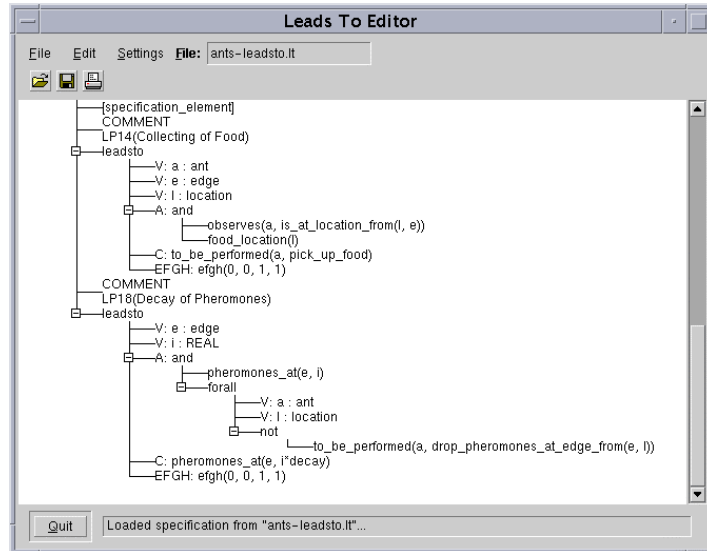 Leads To Editor
File Edit Settings File: ants-leadsto.lt
[specification_element]
COMMENT
LP14(Collecting of Food)
leadsto
V: a : ant
V: e : edge
V: l : location
A: and
observes(a, is_at_location_from(l, e))
food_location(l)
C: to_be_performed(a, pick_up_food)
EFGH: efgh(0, 0, 1, 1)
COMMENT
LP18(Decay of Pheromones)
leadsto
V: e : edge
V: i : REAL
A: and
pheromones_at(e, i)
forall
V: a : ant
V: l : location
not
to_be_performed(a, drop_pheromones_at_edge_from(e, l))
C: pheromones_at(e, i*decay)
EFGH: efgh(0, 0, 1, 1)
Quit Loaded specification from "ants-leadsto.lt"...